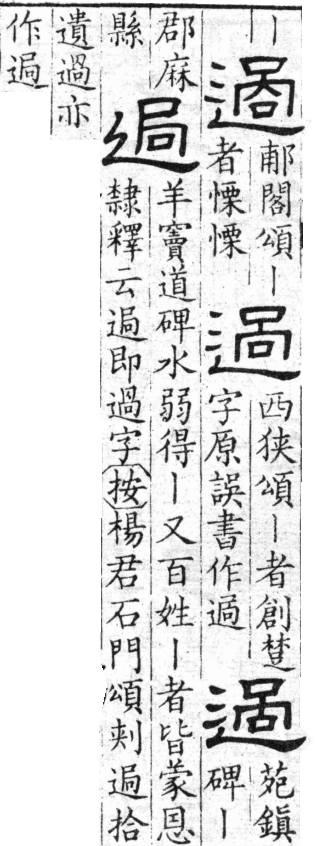 丨
過
郙閣頌丨
者慄慄
過
西狹頌丨者創楚
字原誤書作過
過
苑鎮
碑丨
郡麻
縣
過
羊竇道碑水弱得丨又百姓丨者皆蒙恩
隸釋云過即過字按楊君石門頌刾過拾
遺過亦
作過